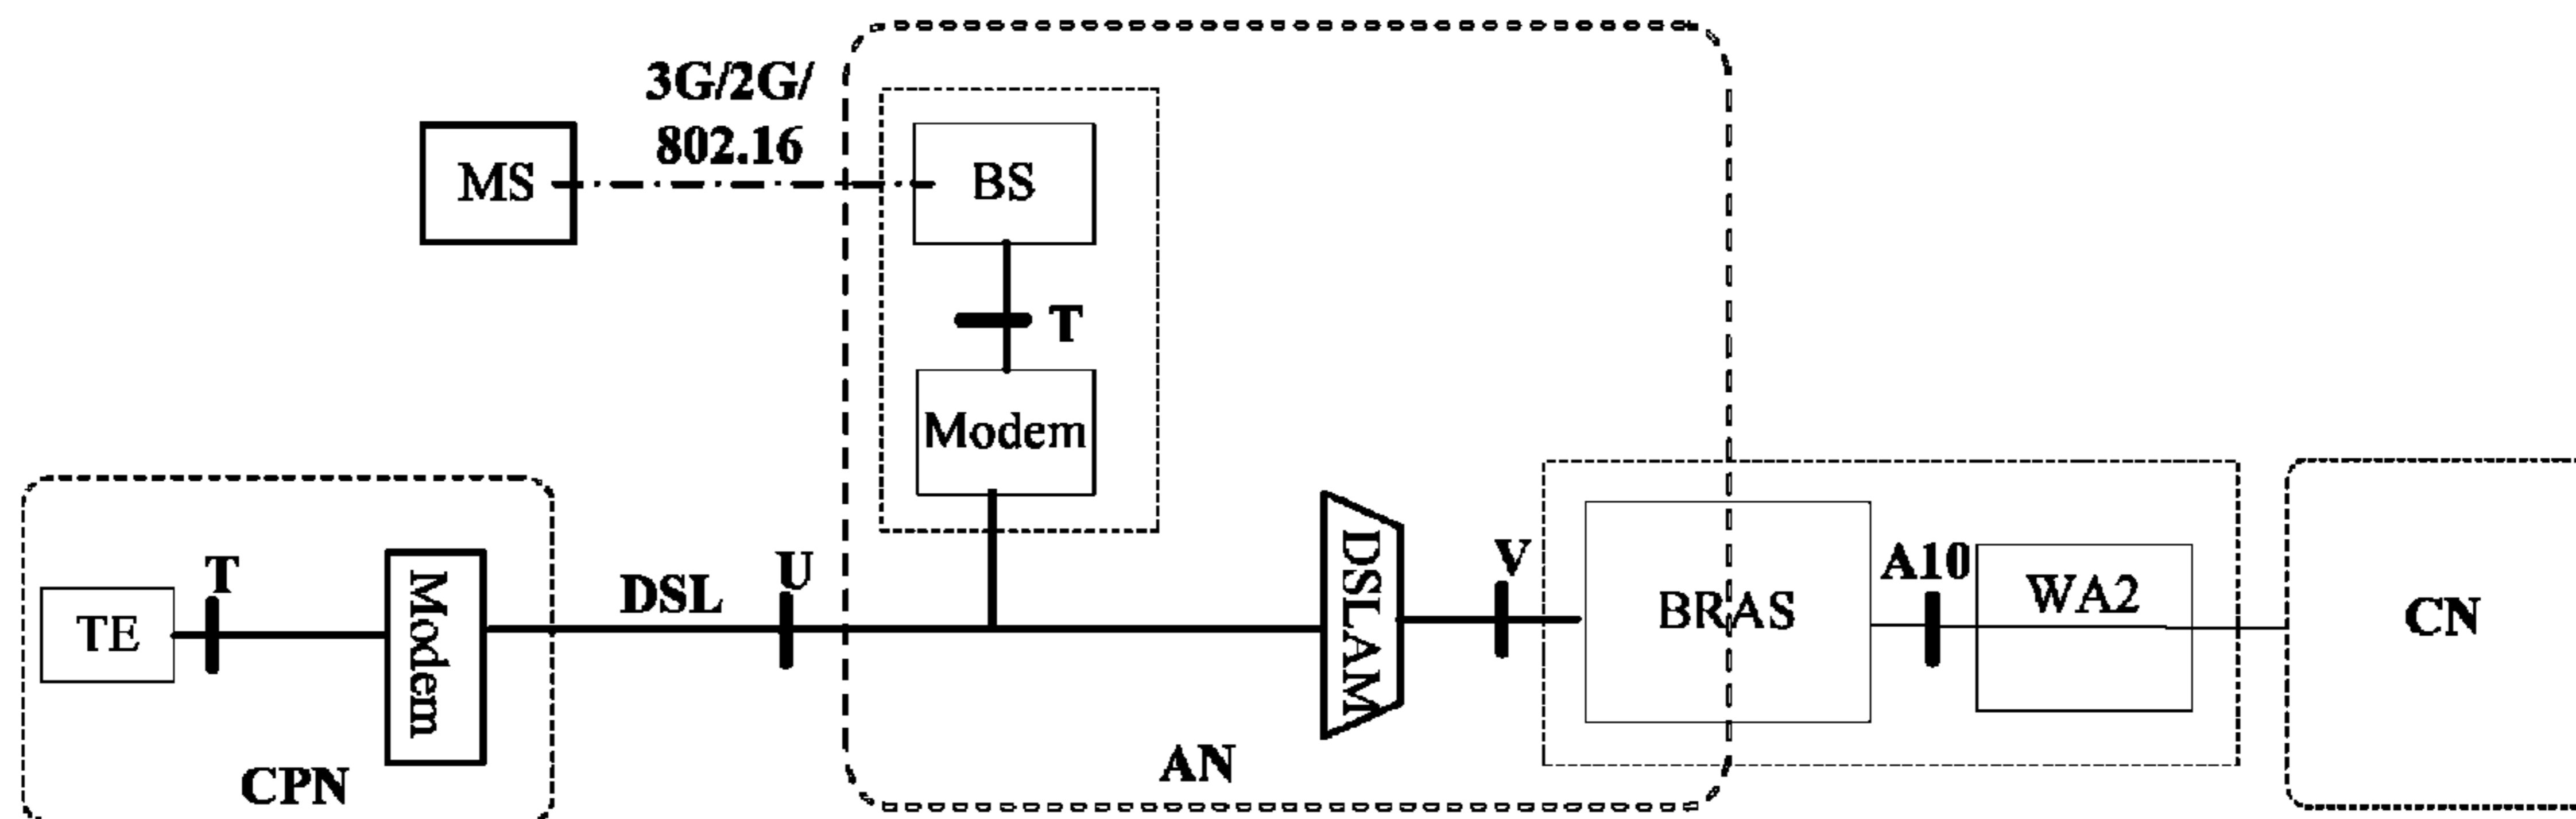 3G/2G/
802.16
MS
BS
T
Modem
TE
T
Modem
CPN
DSL
U
DSLAM
AN
V
BRAS
A10
WA2
CN